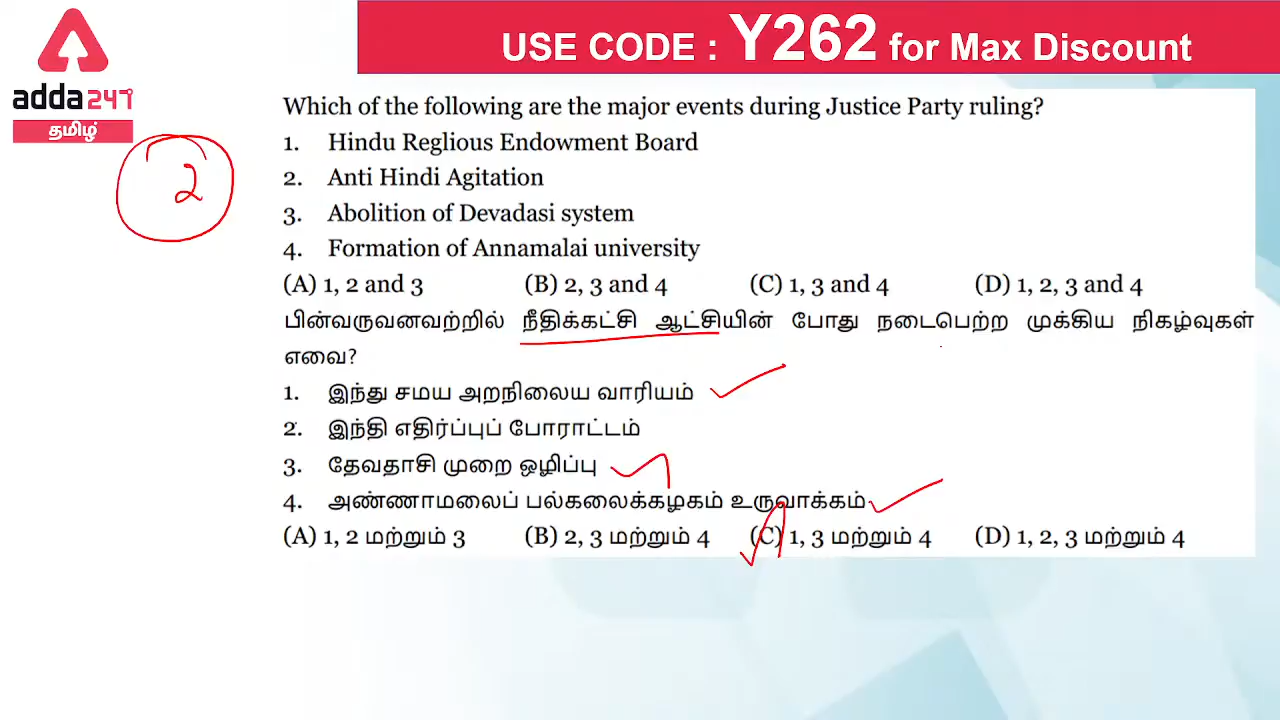 USE CODE : Y262 for Max Discount
adda247
தமிழ்
2
Which of the following are the major events during Justice Party ruling?
1. Hindu Reglious Endowment Board
2. Anti Hindi Agitation
3. Abolition of Devadasi system
4. Formation of Annamalai university
(A) 1, 2 and 3 (B) 2, 3 and 4 (C) 1, 3 and 4 (D) 1, 2, 3 and 4
பின்வருவனவற்றில் நீதிக்கட்சி ஆட்சியின் போது நடைபெற்ற முக்கிய நிகழ்வுகள்
எவை?
1. இந்து சமய அறநிலைய வாரியம்
2. இந்தி எதிர்ப்புப் போராட்டம்
3. தேவதாசி முறை ஒழிப்பு
4. அண்ணாமலைப் பல்கலைக்கழகம் உருவாக்கம்
(A) 1, 2 மற்றும் 3 (B) 2, 3 மற்றும் 4 (C) 1, 3 மற்றும் 4 (D) 1, 2, 3 மற்றும் 4